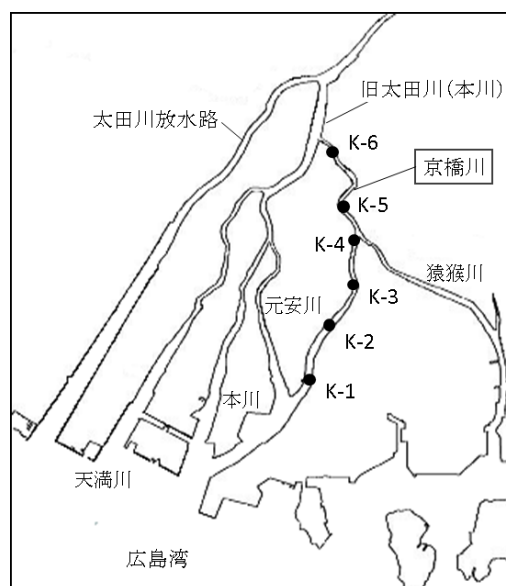 旧太田川(本川)
太田川放水路
K-6
京橋川
K-5
K-4
猿猴川
K-3
元安川
K-2
K-1
本川
天満川
広島湾